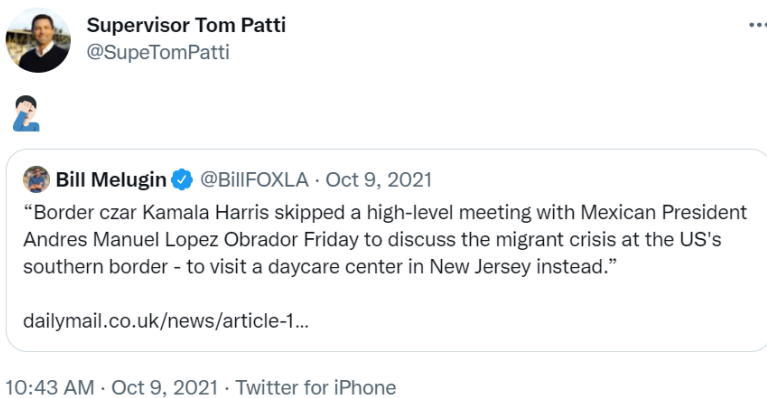 Supervisor Tom Patti
@SupeTomPatti
Bill Melugin @BillFOXLA · Oct 9, 2021
“Border czar Kamala Harris skipped a high-level meeting with Mexican President
Andres Manuel Lopez Obrador Friday to discuss the migrant crisis at the US's
southern border - to visit a daycare center in New Jersey instead.”
dailymail.co.uk/news/article-1...
10:43 AM · Oct 9, 2021 · Twitter for iPhone